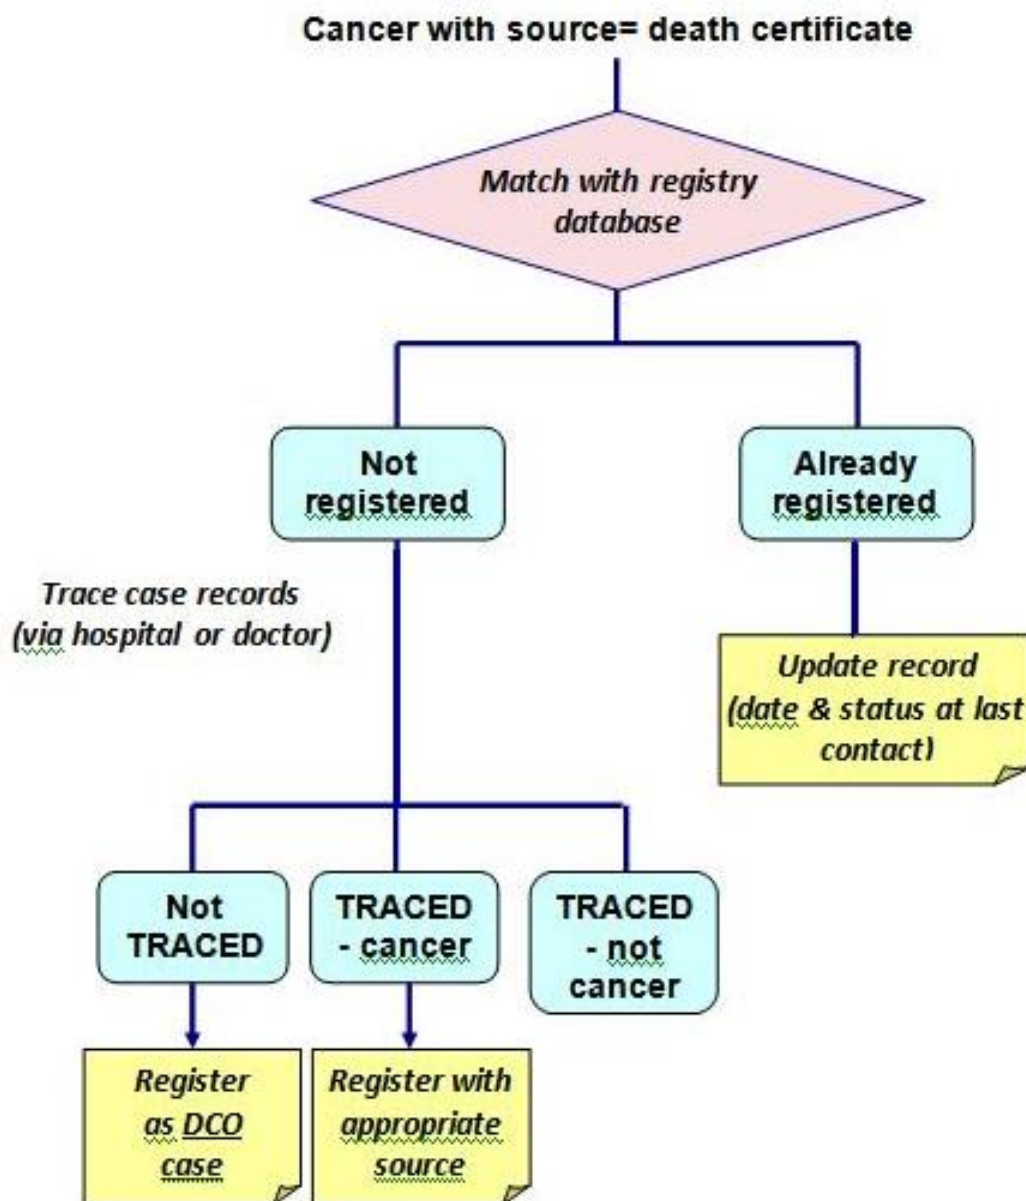 Cancer with source= death certificate
Match with registry
database
Not
registered
Already
registered
Trace case records
(via hospital or doctor)
Update record
(date & status at last
contact)
Not
TRACED
TRACED
- cancer
TRACED
- not
cancer
Register
as DCO
case
Register with
appropriate
source